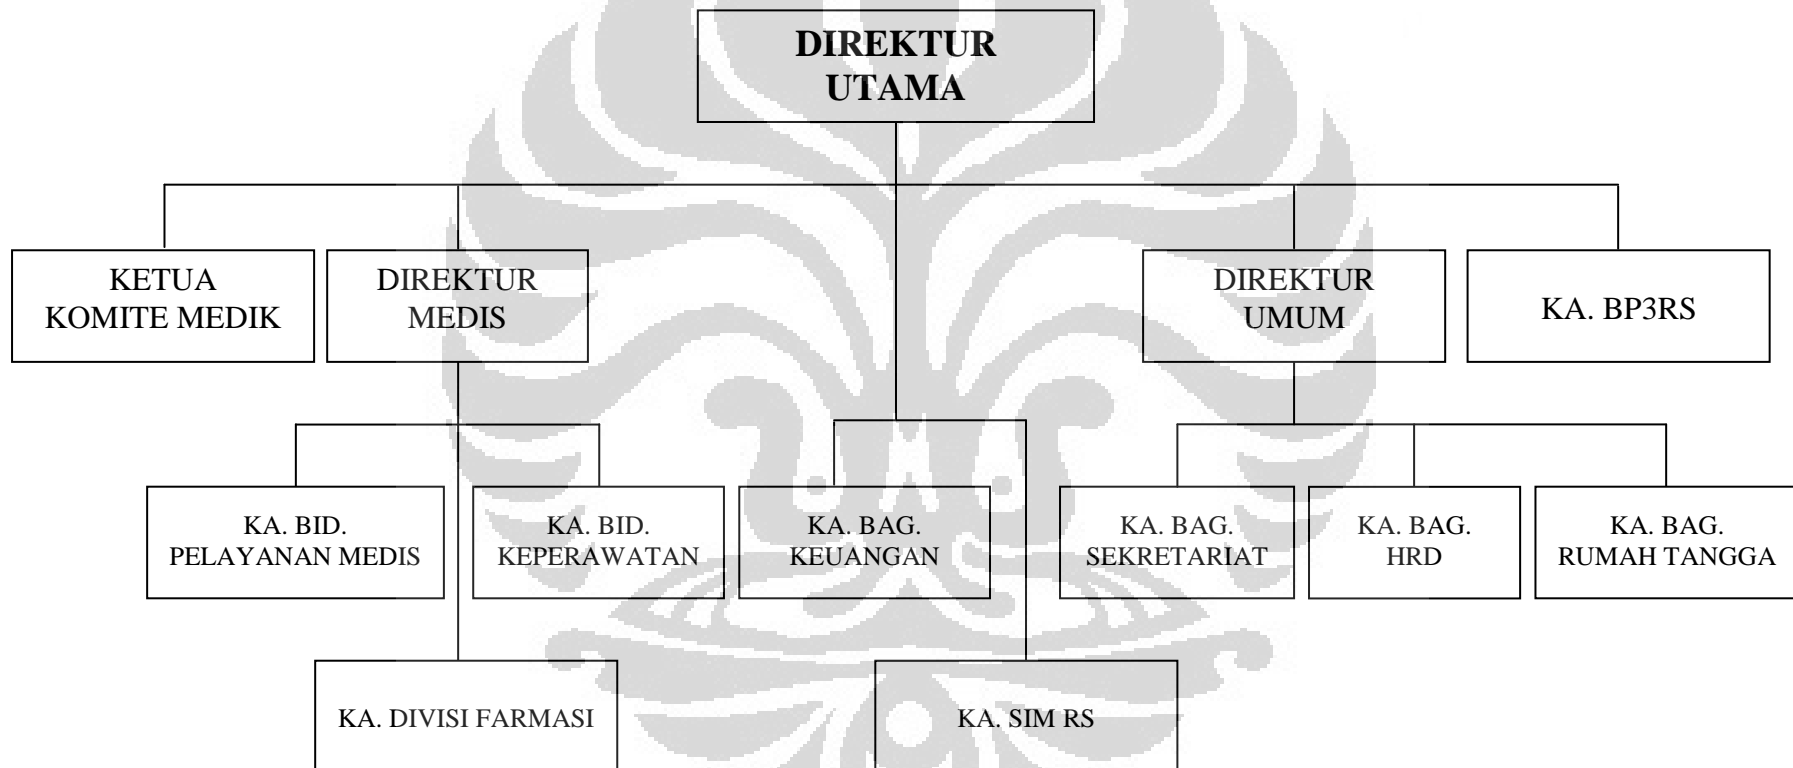 DIREKTUR
UTAMA
KETUA
KOMITE MEDIK
DIREKTUR
MEDIS
DIREKTUR
UMUM
KA. BP3RS
KA. BID.
PELAYANAN MEDIS
KA. BID.
KEPERAWATAN
KA. BAG.
KEUANGAN
KA. BAG.
SEKRETARIAT
KA. BAG.
HRD
KA. BAG.
RUMAH TANGGA
KA. DIVISI FARMASI
KA. SIM RS